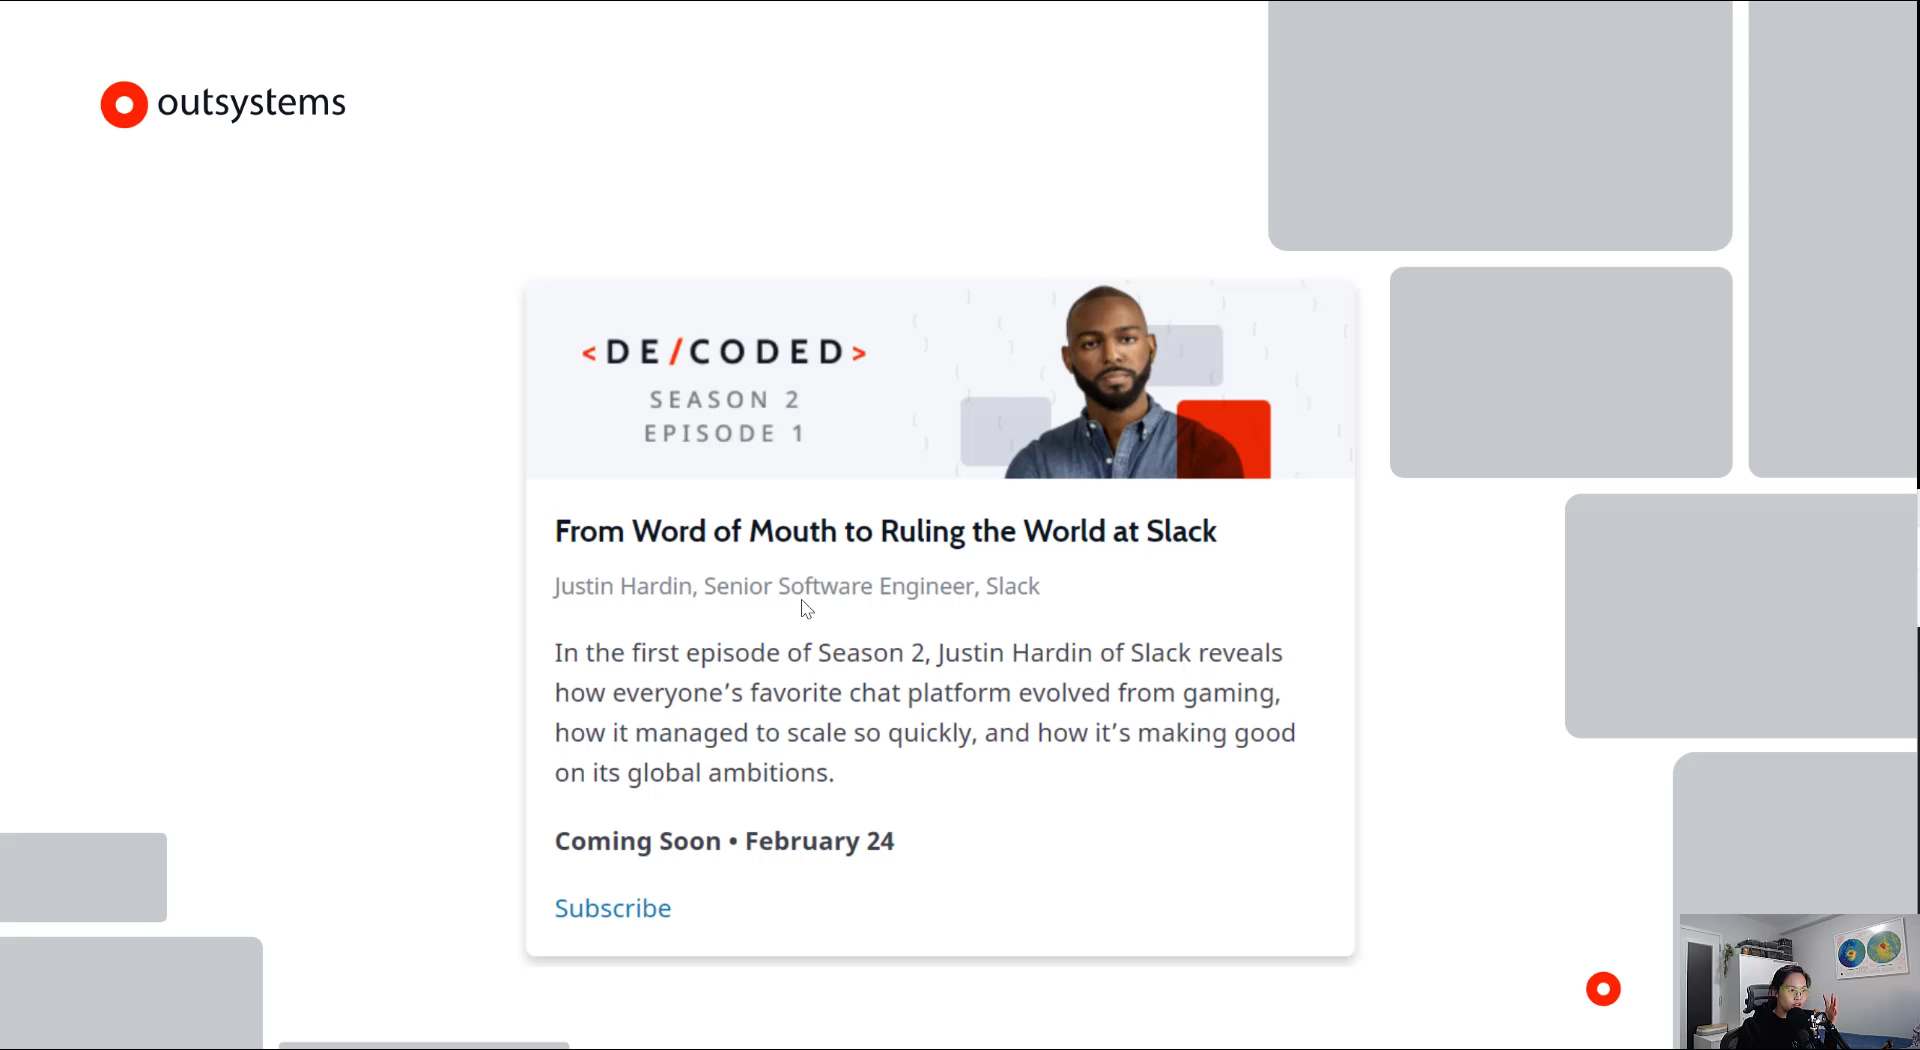 outsystems
<DE/CODED>
SEASON 2
EPISODE 1
From Word of Mouth to Ruling the World at Slack
Justin Hardin, Senior Software Engineer, Slack
In the first episode of Season 2, Justin Hardin of Slack reveals
how everyone’s favorite chat platform evolved from gaming,
how it managed to scale so quickly, and how it’s making good
on its global ambitions.
Coming Soon • February 24
Subscribe